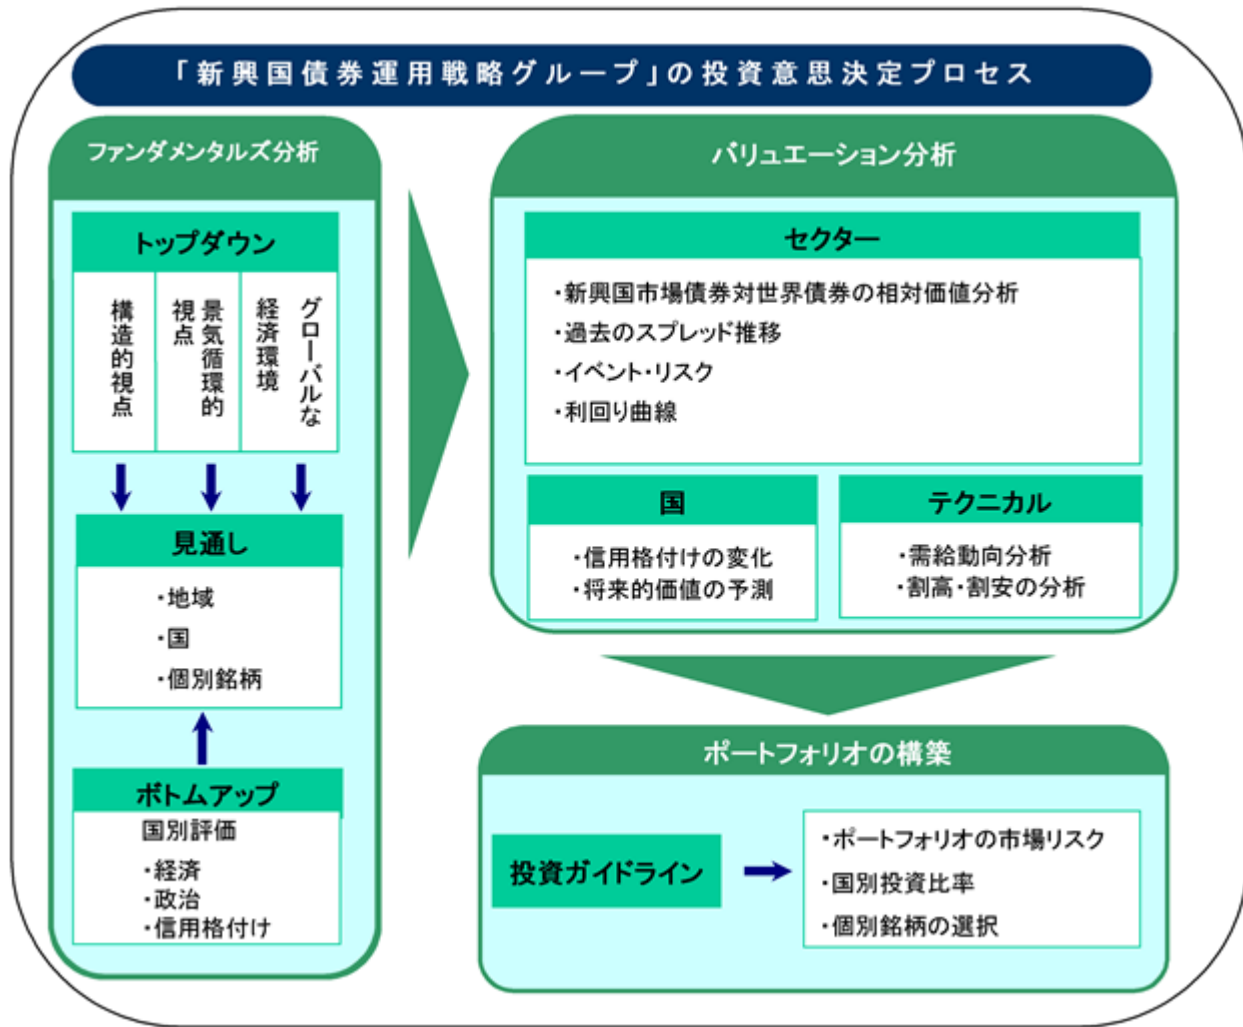 「新興国債券運用戦略グループ」の投資意思決定プロセス
ファンダメンタルズ分析
トップダウン
構造的視点
景気循環的
視点
グローバルな
経済環境
見通し
・地域
・国
・個別銘柄
ボトムアップ
国別評価
・経済
・政治
・信用格付け
バリュエーション分析
セクター
・新興国市場債券対世界債券の相対価値分析
・過去のスプレッド推移
・イベント・リスク
・利回り曲線
国
・信用格付けの変化
・将来的価値の予測
テクニカル
・需給動向分析
・割高・割安の分析
ポートフォリオの構築
投資ガイドライン
・ポートフォリオの市場リスク
・国別投資比率
・個別銘柄の選択